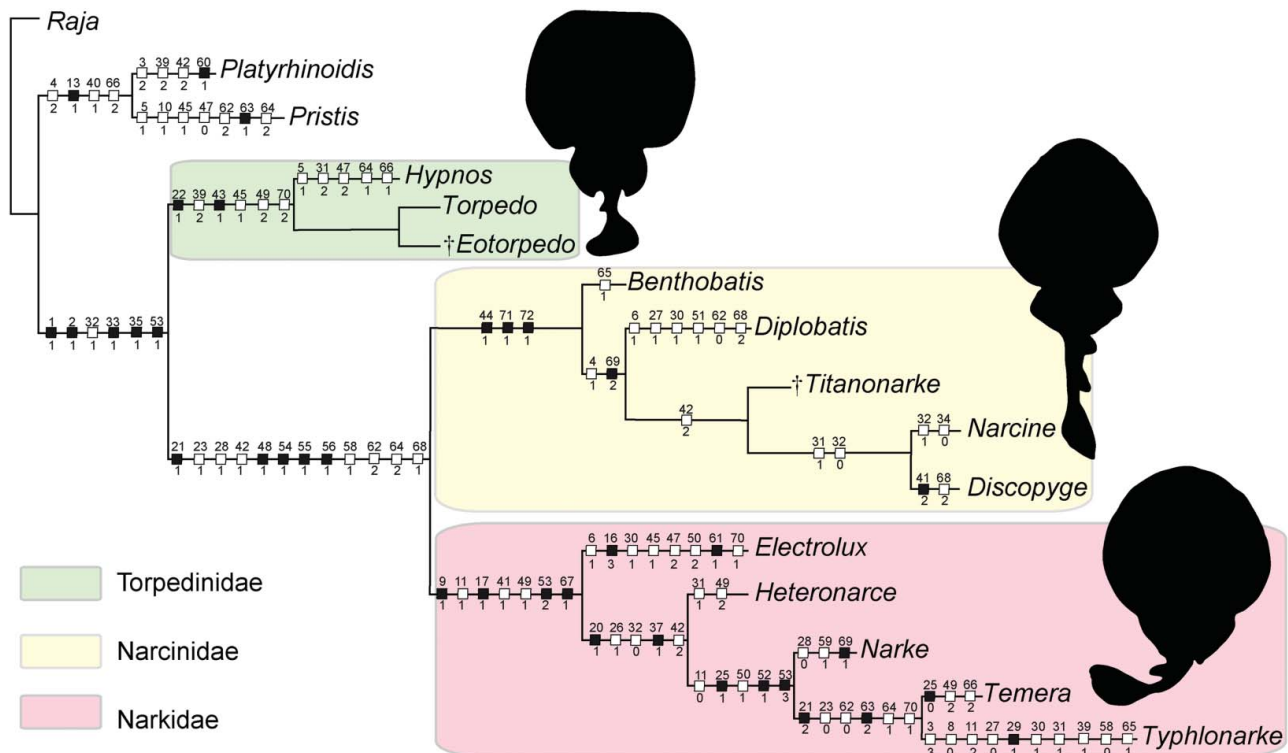 Raja
3 39 42 60
4 13 40 66
2 2 2 1
Platyrhinoidis
2 1 1 2
5 10 45 47 62 63 64
1 1 1 0 2 1 2
Pristis
5 31 47 64 66
1 2 2 1 1
Hypnos
22 39 43 45 49 70
1 2 1 1 2 2
Torpedo
†Eotorpedo
1 2 32 33 35 53
1 1 1 1 1 1
65
1
Benthobatis
44 71 72
1 1 1
6 27 30 51 62 68
1 1 1 1 0 2
Diplobatis
4 69
1 2
†Titanonarke
42
2
32 34
1 0
Narcine
31 32
1 0
41 68
2 2
Discopyge
21 23 28 42 48 54 55 56 58 62 64 68
1 1 1 1 1 1 1 1 1 2 2 1
6 16 30 45 47 50 61 70
1 3 1 1 2 2 1 1
Electrolux
9 11 17 41 49 53 67
1 1 1 1 1 2 1
31 49
1 2
Heteronarce
20 26 32 37 42
1 1 0 1 2
28 59 69
0 1 1
Narke
11 25 50 52 53
0 1 1 1 3
25 49 66
0 2 2
Temera
21 23 62 63 64 70
2 0 0 2 1 1
3 8 11 27 29 30 31 39 58 65
3 0 2 0 1 1 1 1 0 1
Typhlonarke
Torpedinidae
Narcinidae
Narkidae